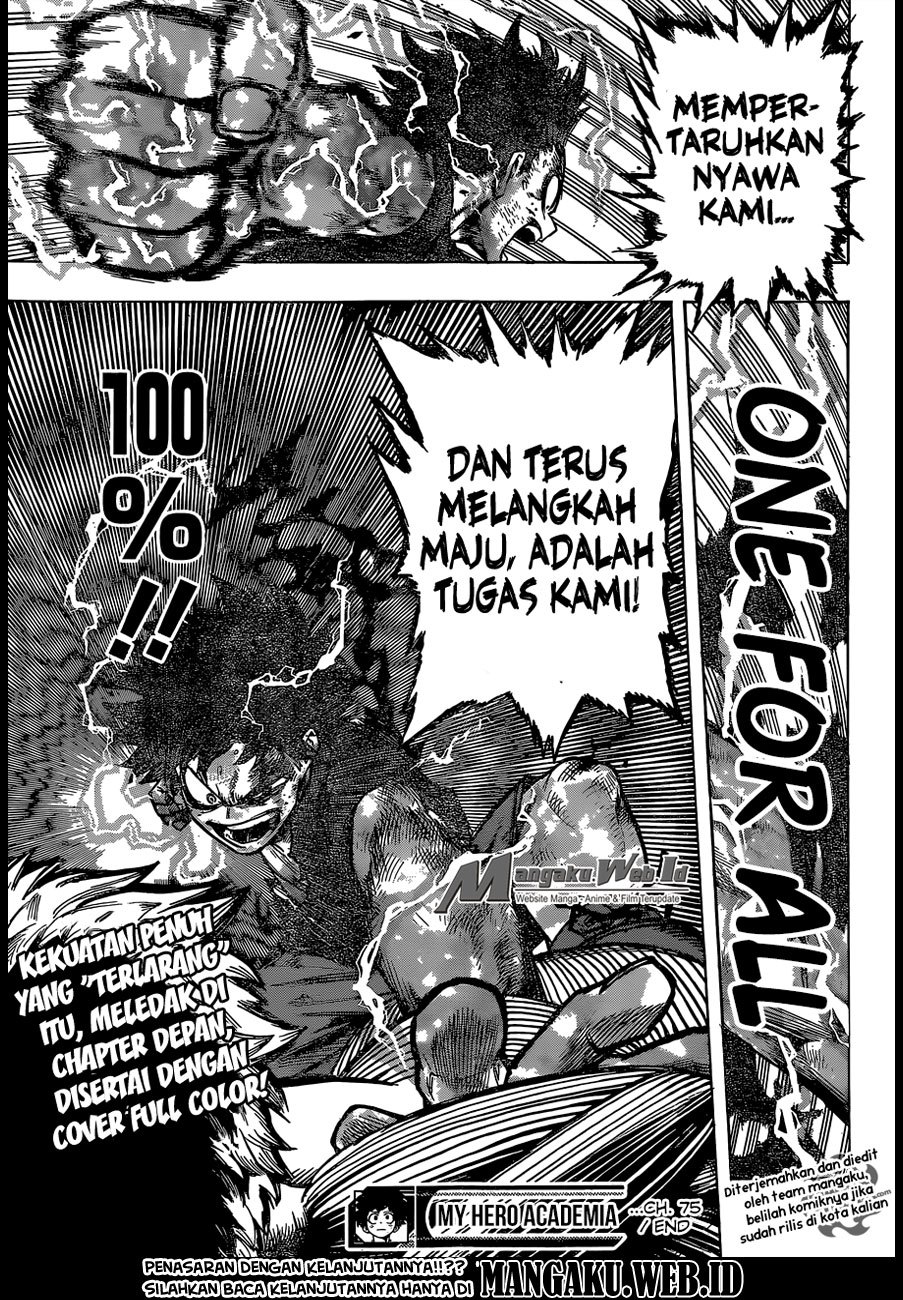 MEMPER-
TARUHKAN
NYAWA
KAMI...
ONE FOR ALL
DAN TERUS
MELANGKAH
MAJU, ADALAH
TUGAS KAMI!
100
%!!
Mangaku Web.Id
Website Manga - Anime & Film Terupdate
KEKUATAN PENUH
YANG "TERLARANG"
ITU, MELEDAK DI
CHAPTER DEPAN,
DISERTAI DENGAN
COVER FULL COLOR!
Diterjemahkan dan diedit
oleh team mangaku,
belilah komiknya jika
sudah rilis di kota kalian
MY HERO ACADEMIA
...CH. 75
/ END
PENASARAN DENGAN KELANJUTANNYA!!??
SILAHKAN BACA KELANJUTANNYA HANYA DI MANGAKU.WEB.ID